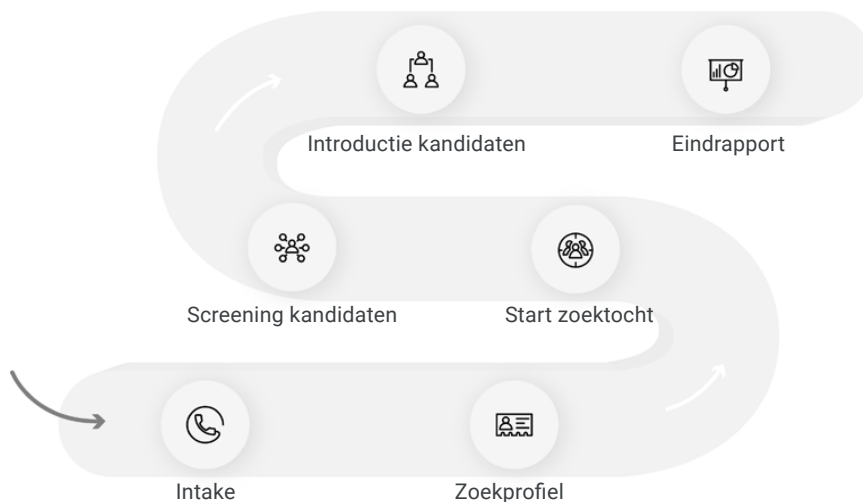 Introductie kandidaten
Eindrapport
Screening kandidaten
Start zoektocht
Intake
Zoekprofiel